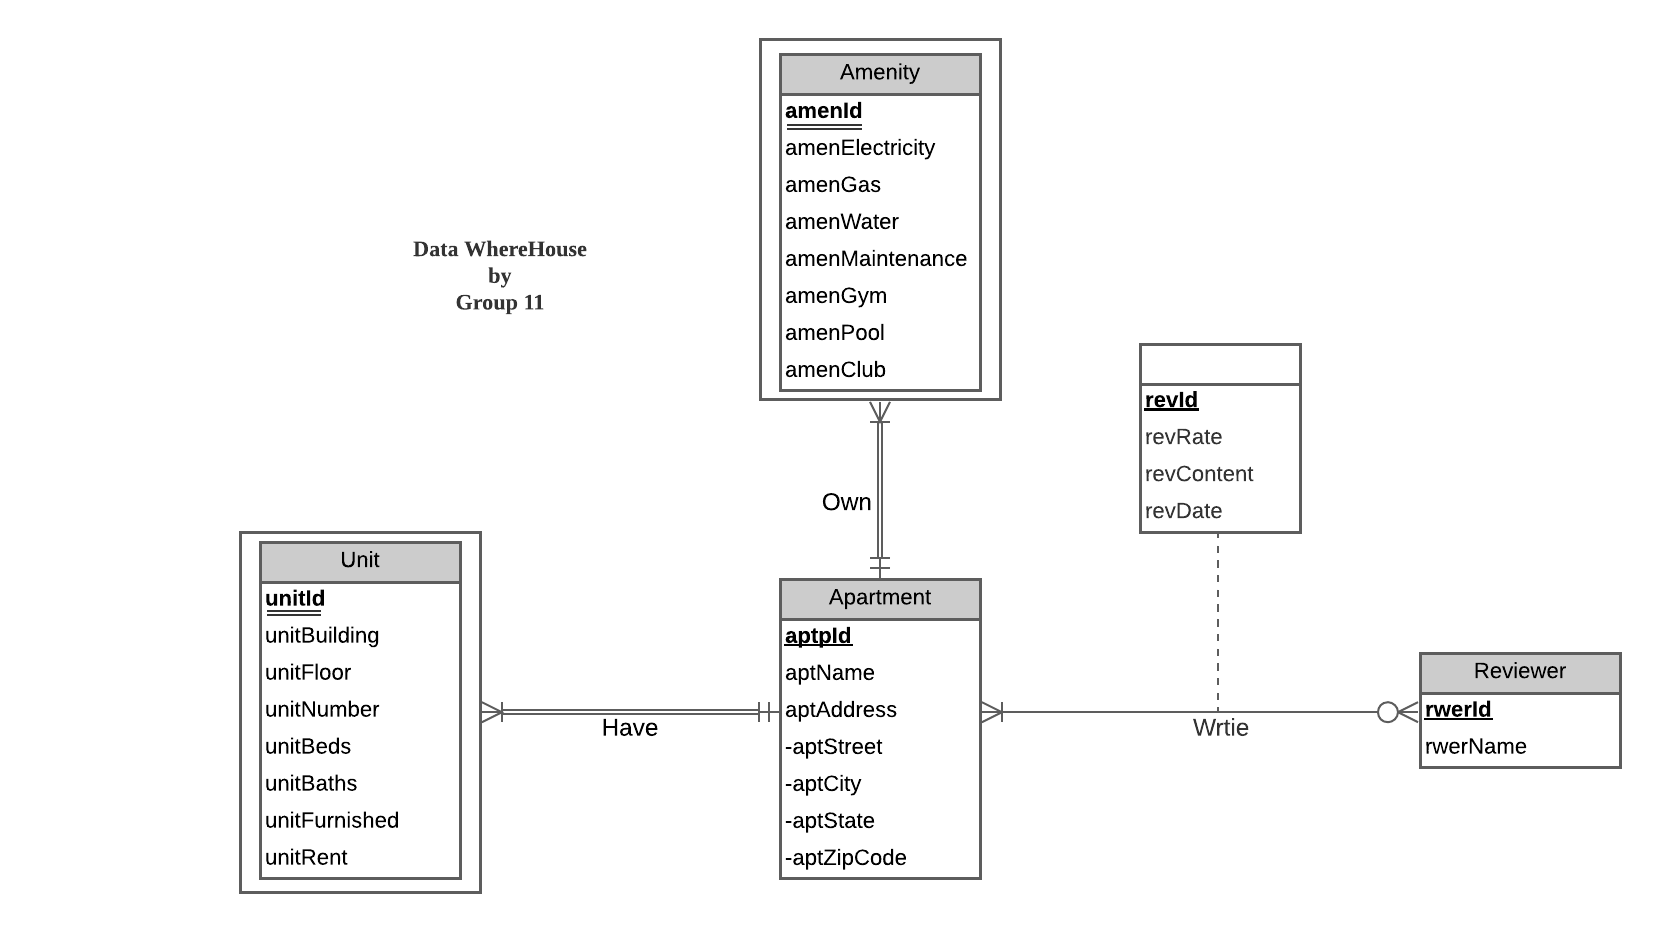 Amenity
amenId
amenElectricity
amenGas
amenWater
amenMaintenance
amenGym
amenPool
amenClub
Data WhereHouse
by
Group 11
revId
revRate
revContent
revDate
Own
Unit
unitId
unitBuilding
unitFloor
unitNumber
unitBeds
unitBaths
unitFurnished
unitRent
Have
Apartment
aptpId
aptName
aptAddress
-aptStreet
-aptCity
-aptState
-aptZipCode
Wrtie
Reviewer
rwerId
rwerName